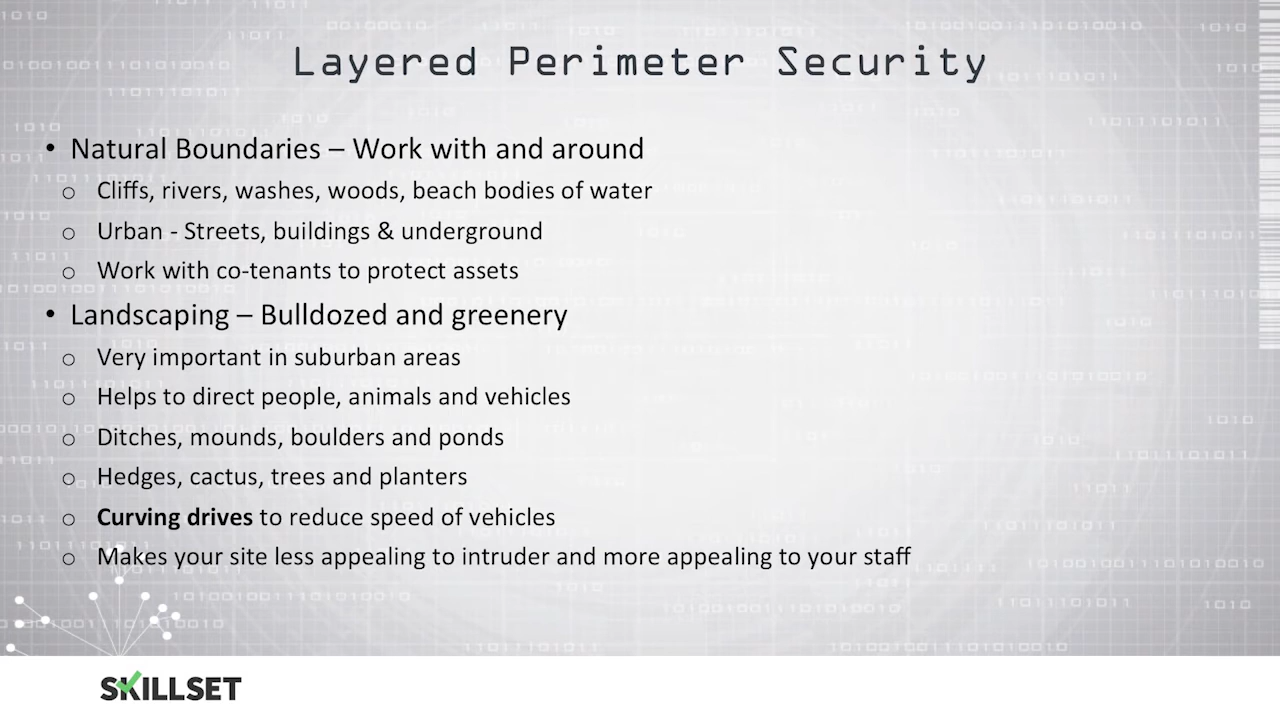 Layered Perimeter Security
• Natural Boundaries – Work with and around
o Cliffs, rivers, washes, woods, beach bodies of water
o Urban - Streets, buildings & underground
o Work with co-tenants to protect assets
• Landscaping – Bulldozed and greenery
o Very important in suburban areas
o Helps to direct people, animals and vehicles
o Ditches, mounds, boulders and ponds
o Hedges, cactus, trees and planters
o Curving drives to reduce speed of vehicles
o Makes your site less appealing to intruder and more appealing to your staff
SKILLSET